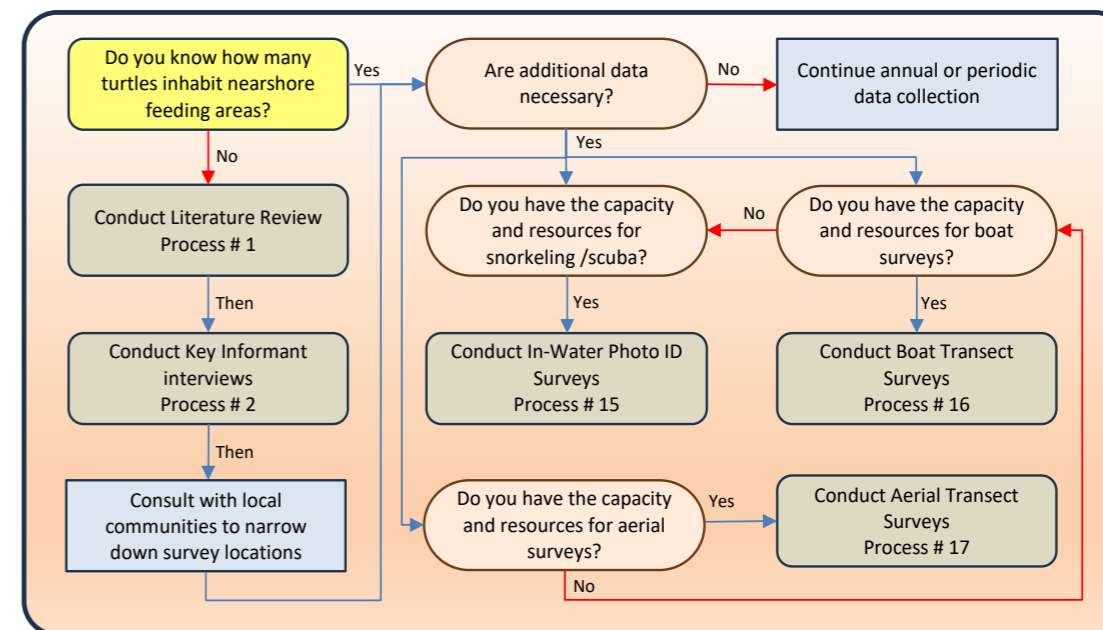 Do you know how many
turtles inhabit nearshore
feeding areas?
Yes
Are additional data
necessary?
No
Continue annual or periodic
data collection
No
Yes
Conduct Literature Review
Process # 1
Do you have the capacity
and resources for
snorkeling /scuba?
No
Do you have the capacity
and resources for boat
surveys?
Then
Yes
Yes
Conduct Key Informant
interviews
Process # 2
Conduct In-Water Photo ID
Surveys
Process # 15
Conduct Boat Transect
Surveys
Process # 16
Then
Consult with local
communities to narrow
down survey locations
Do you have the capacity
and resources for aerial
surveys?
Yes
Conduct Aerial Transect
Surveys
Process # 17
No